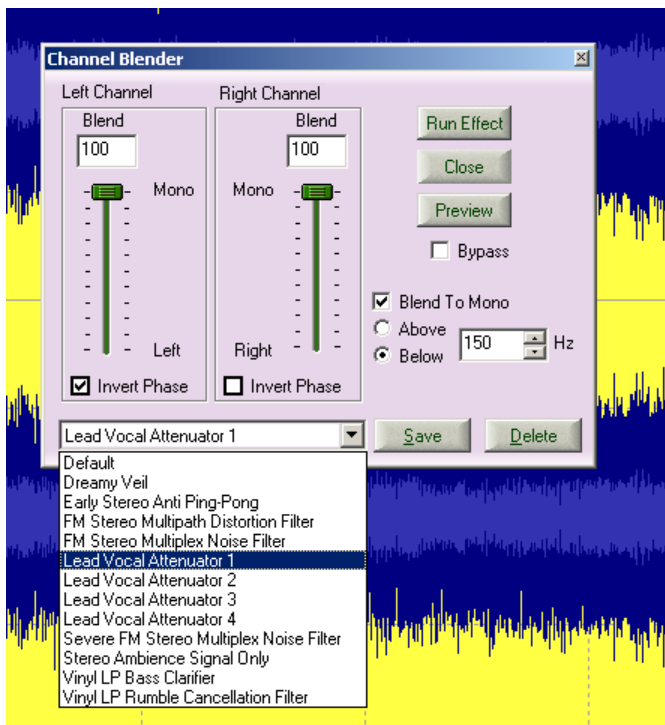 Channel Blender
Left Channel
Right Channel
Blend
100
Mono
Left
Invert Phase
Blend
100
Mono
Right
Invert Phase
Run Effect
Close
Preview
Bypass
Blend To Mono
Above
Below
150
Hz
Lead Vocal Attenuator 1
Save
Delete
Default
Dreamy Veil
Early Stereo Anti Ping-Pong
FM Stereo Multipath Distortion Filter
FM Stereo Multiplex Noise Filter
Lead Vocal Attenuator 1
Lead Vocal Attenuator 2
Lead Vocal Attenuator 3
Lead Vocal Attenuator 4
Severe FM Stereo Multiplex Noise Filter
Stereo Ambience Signal Only
Vinyl LP Bass Clarifier
Vinyl LP Rumble Cancellation Filter